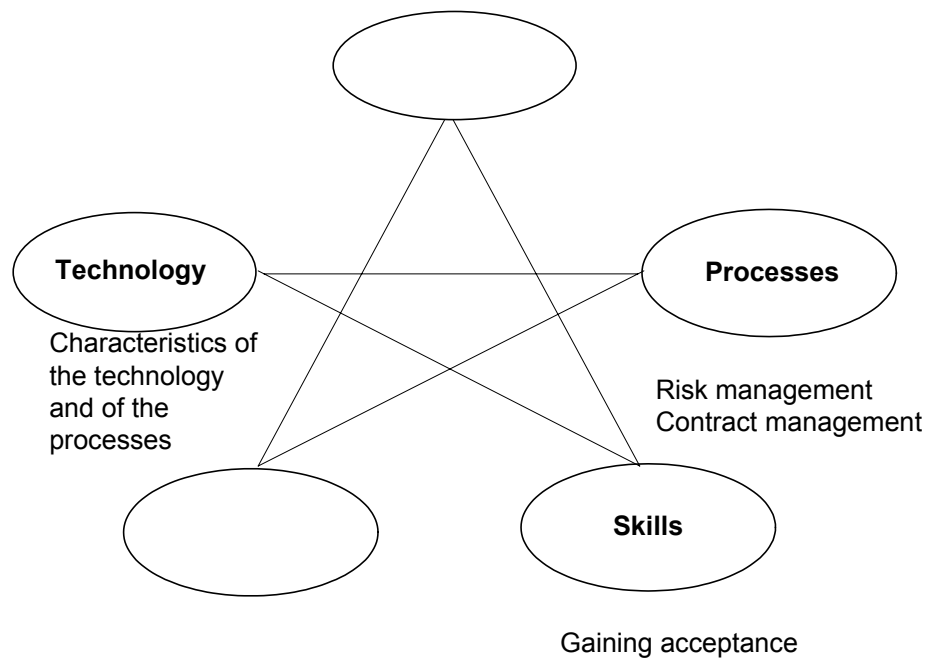 Technology
Processes
Characteristics of
the technology
and of the
processes
Risk management
Contract management
Skills
Gaining acceptance